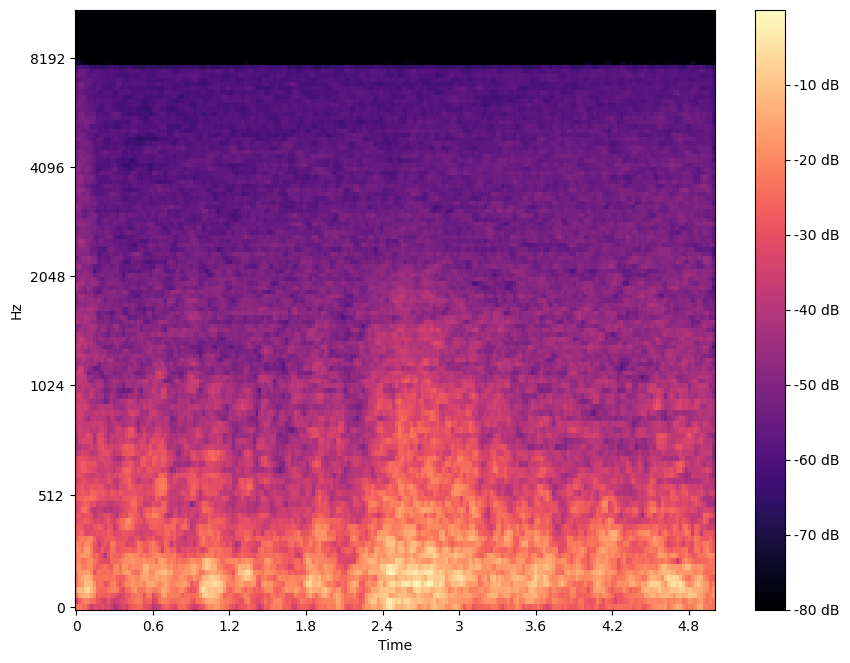 8192
4096
2048
1024
512
0
Hz
0 0.6 1.2 1.8 2.4 3 3.6 4.2 4.8
Time
-10 dB
-20 dB
-30 dB
-40 dB
-50 dB
-60 dB
-70 dB
-80 dB